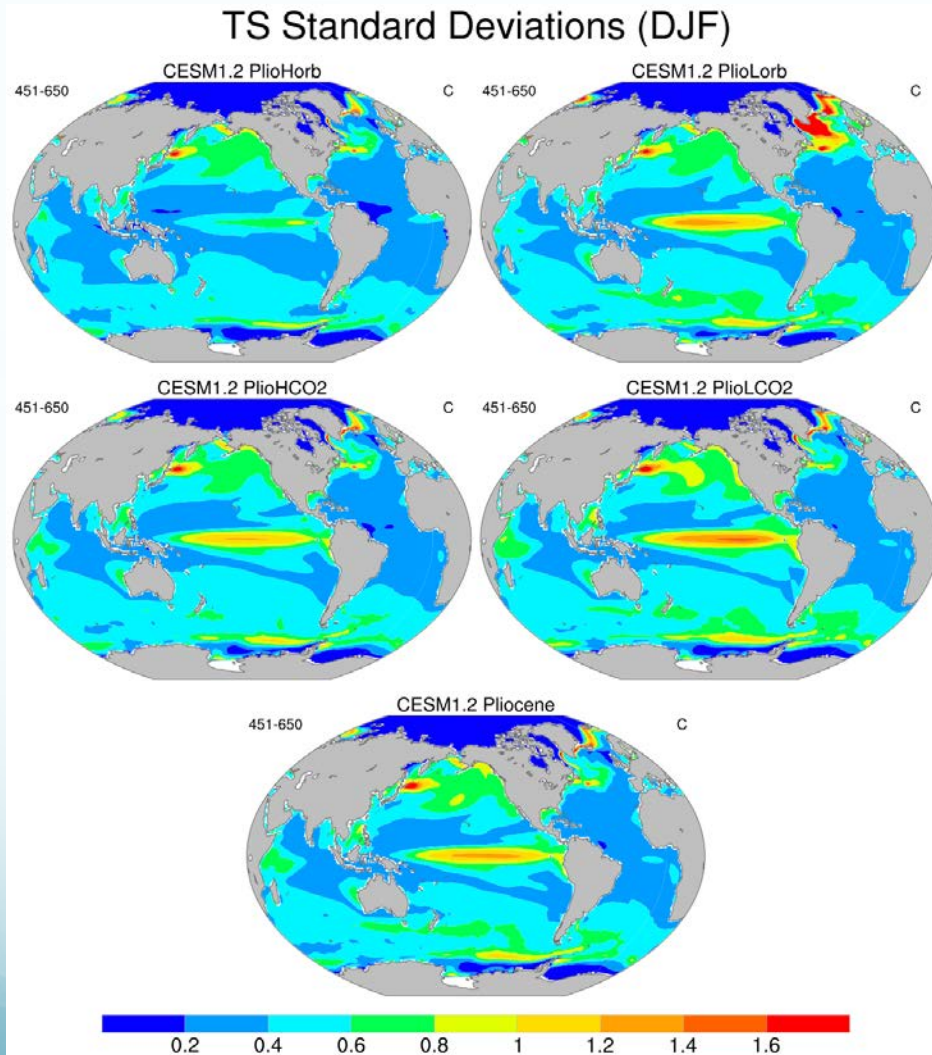 TS Standard Deviations (DJF)
CESM1.2 PlioHorb
451-650 C
CESM1.2 PlioLorb
451-650 C
CESM1.2 PlioHCO2
451-650 C
CESM1.2 PlioLCO2
451-650 C
CESM1.2 Pliocene
451-650 C
0.2 0.4 0.6 0.8 1 1.2 1.4 1.6